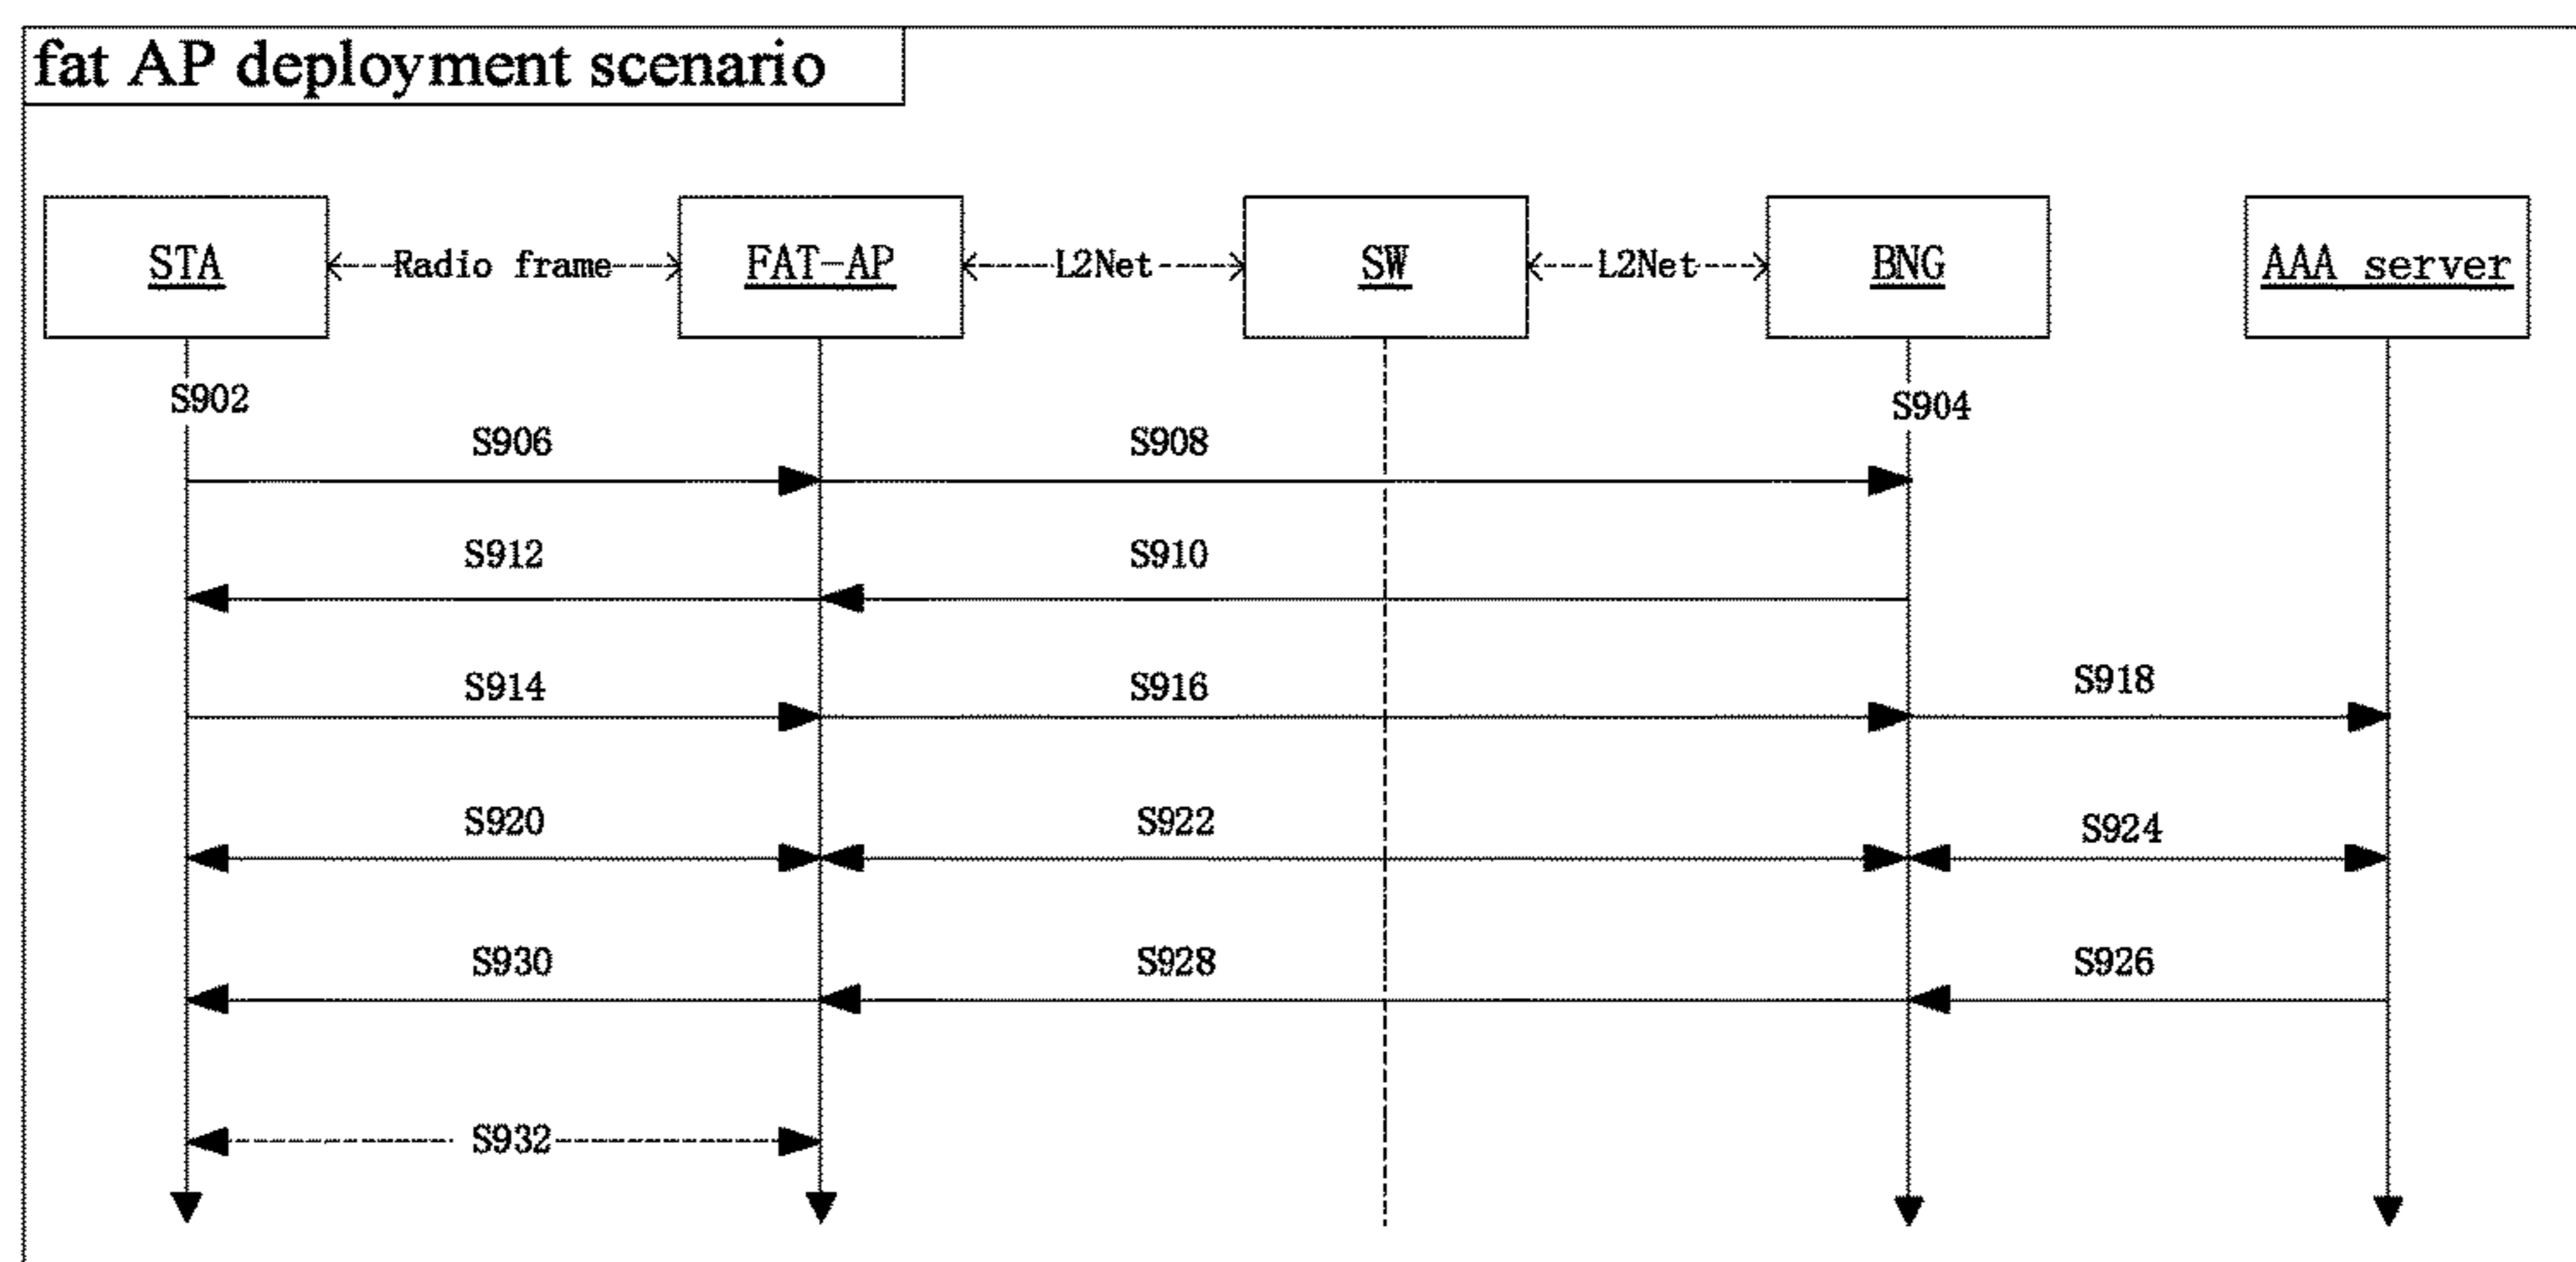 fat AP deployment scenario
STA
Radio frame
FAT-AP
L2Net
SW
L2Net
BNG
AAA server
S902
S904
S906
S908
S912
S910
S914
S916
S918
S920
S922
S924
S930
S928
S926
S932